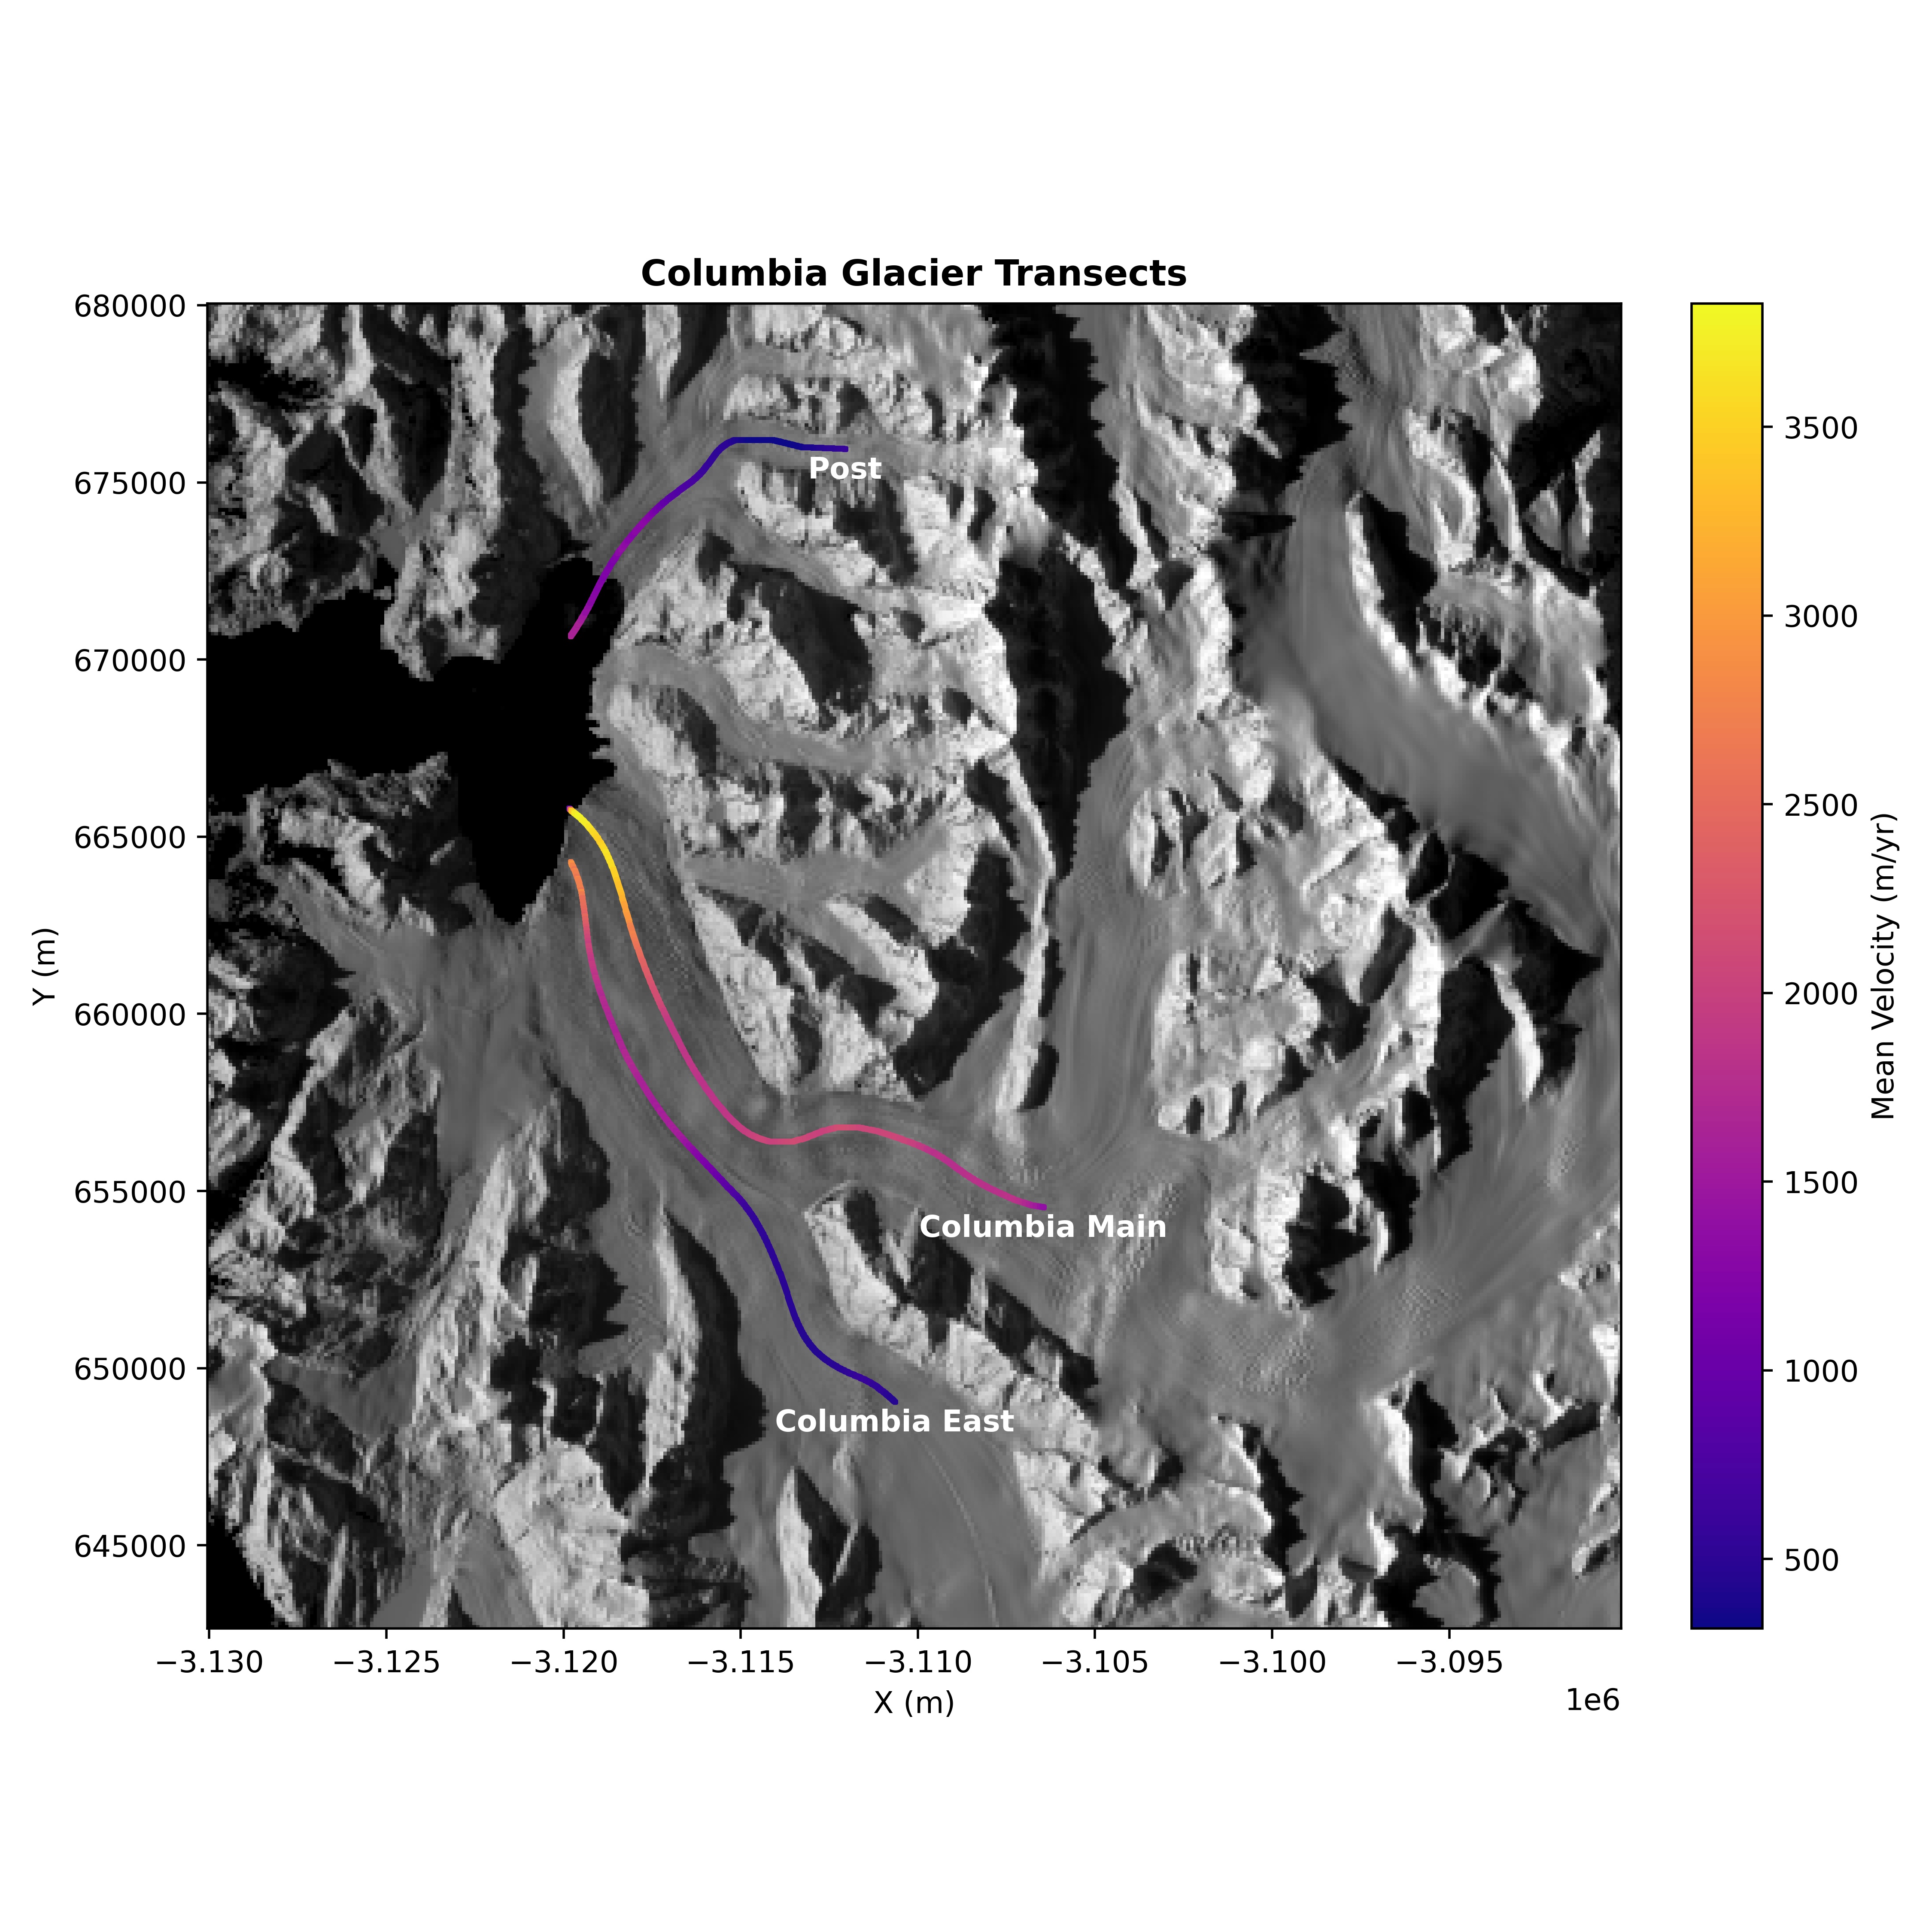 Columbia Glacier Transects
680000
675000
670000
665000
660000
655000
650000
645000
Y (m)
Post
Columbia Main
Columbia East
−3.130 −3.125 −3.120 −3.115 −3.110 −3.105 −3.100 −3.095
1e6
X (m)
3500
3000
2500
2000
1500
1000
500
Mean Velocity (m/yr)